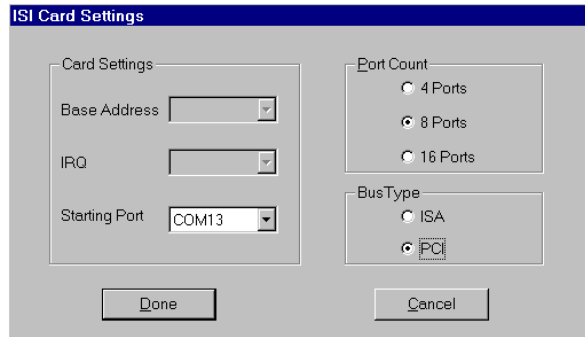 ISI Card Settings
Card Settings
Base Address
IRQ
Starting Port COM13
Port Count
4 Ports
8 Ports
16 Ports
BusType
ISA
PCI
Done
Cancel